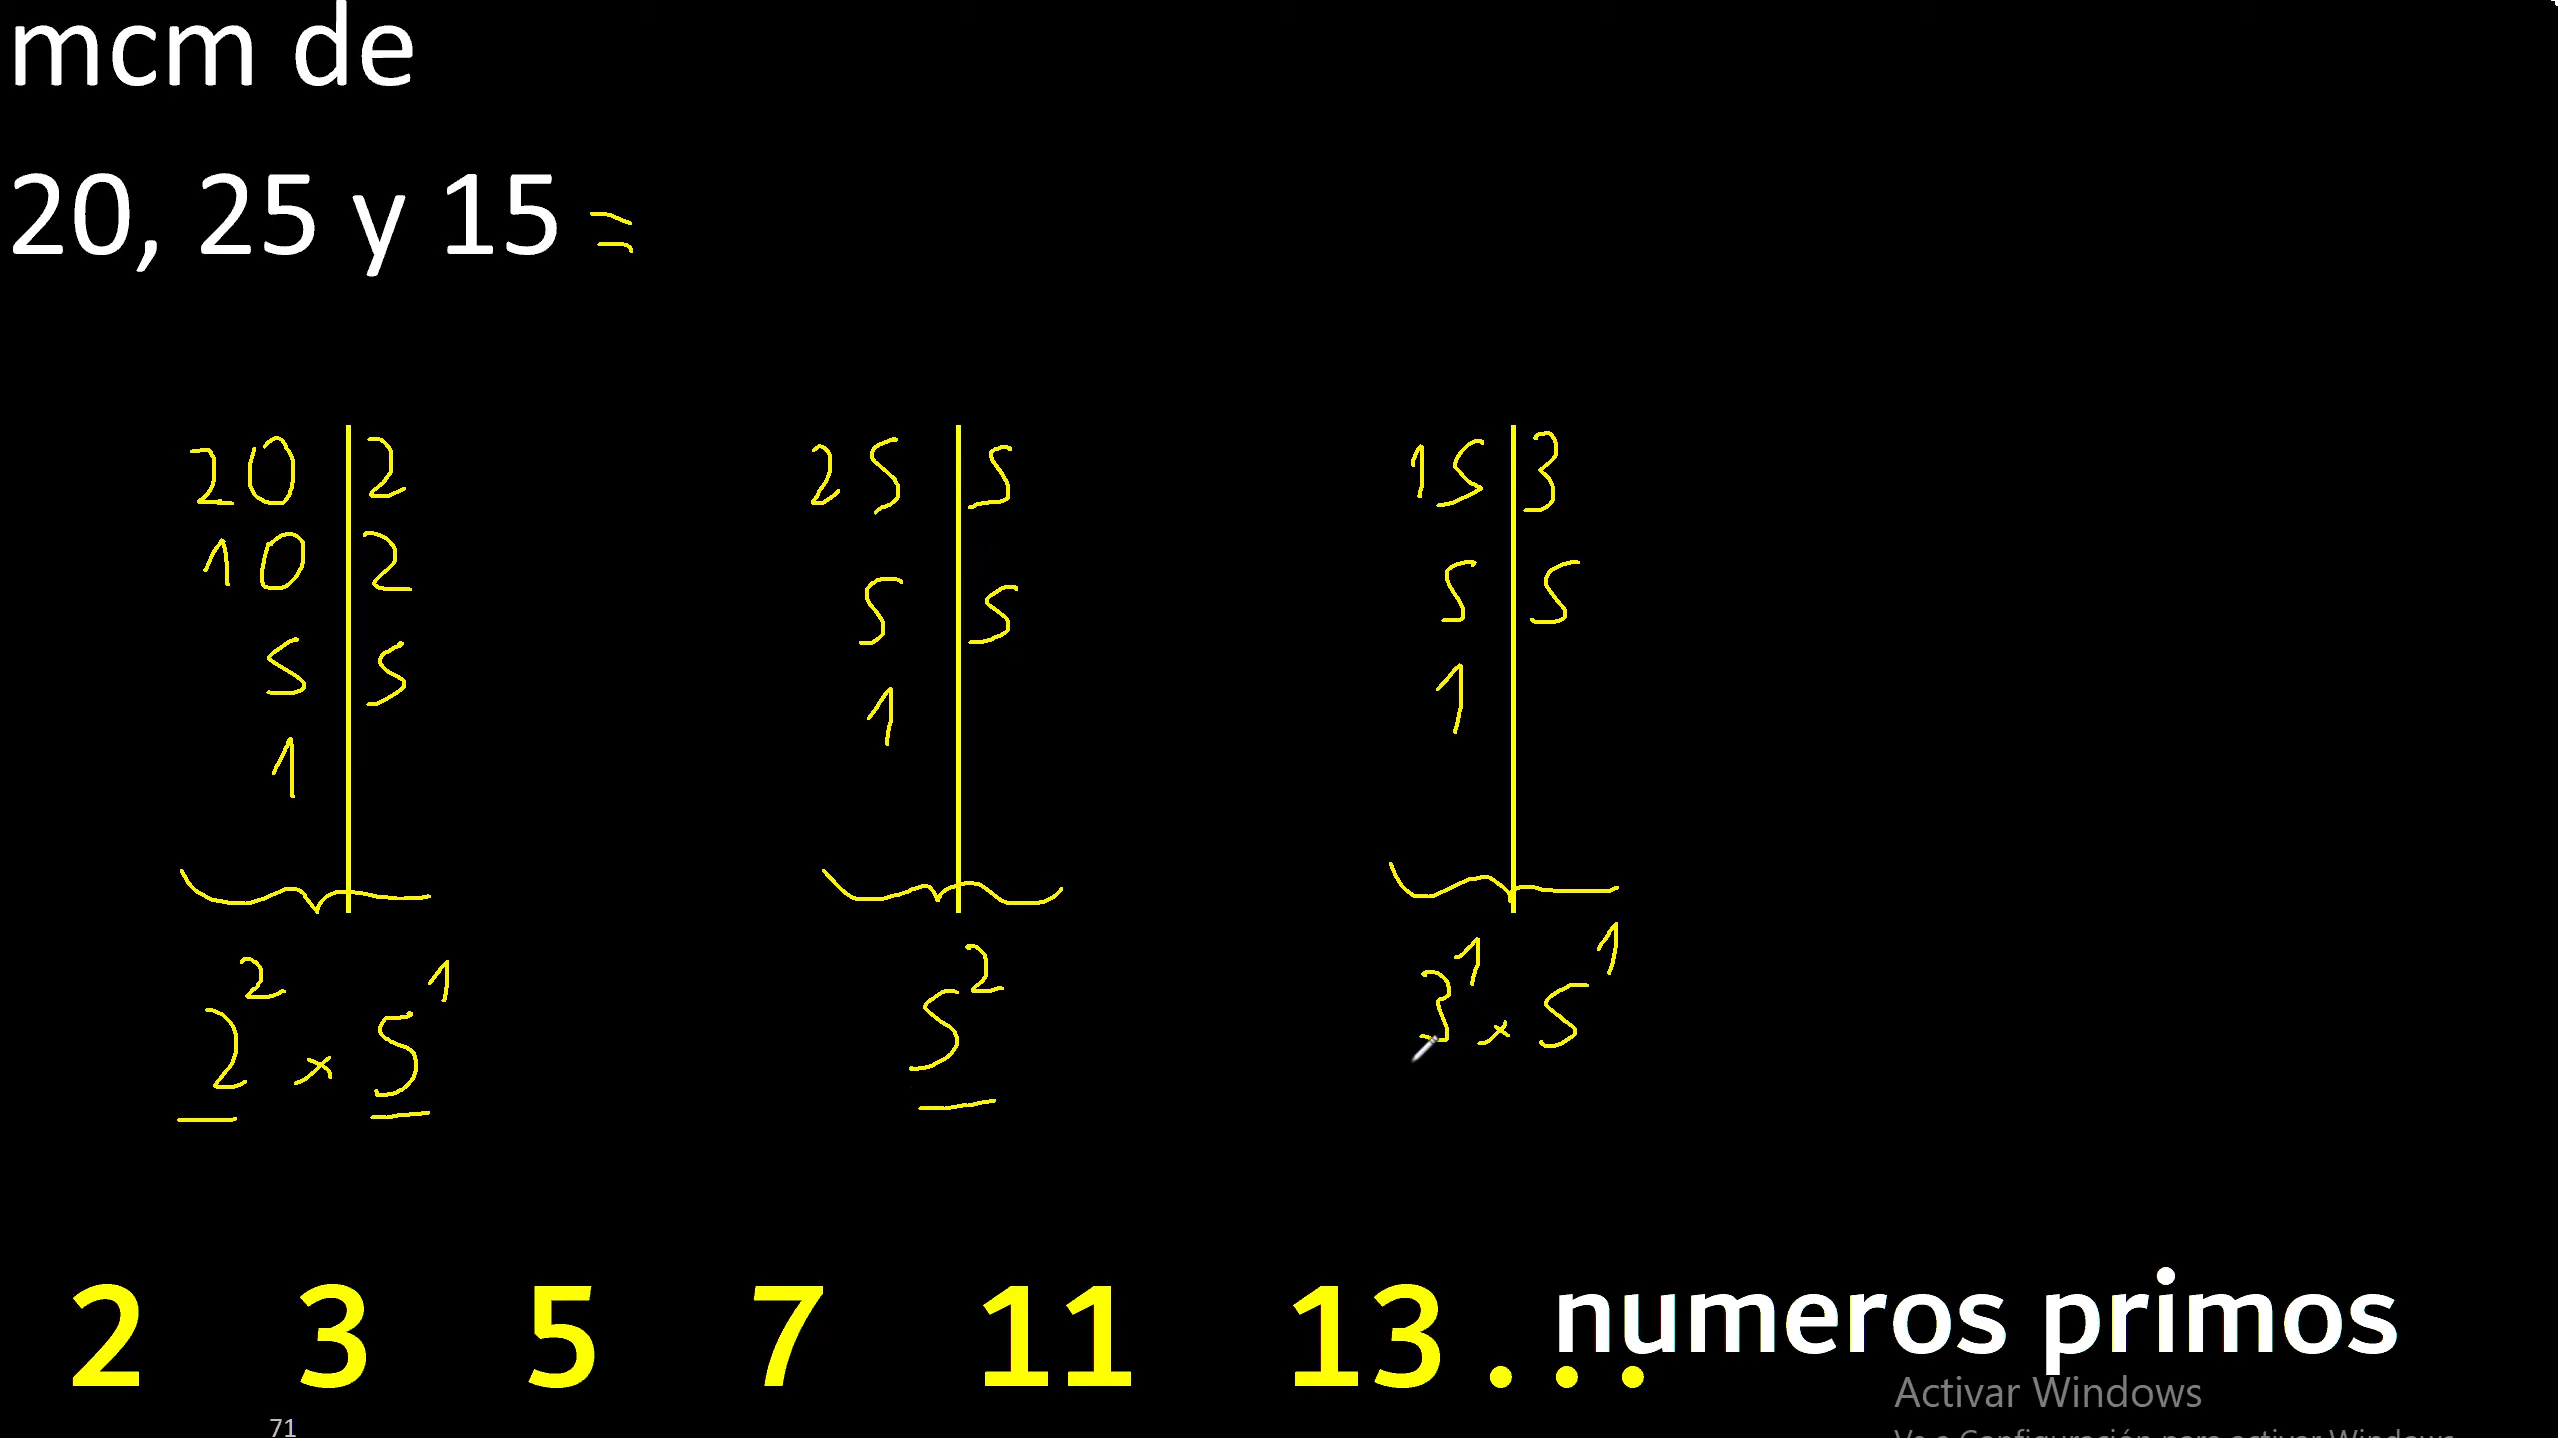 mcm de
20, 25 y 15 =
20 2
10 2
5 5
1
25 5
5 5
1
15 3
5 5
1
2² × 5¹
5²
3¹ × 5¹
2 3 5 7 11 13 . . . numeros primos
Activar Windows
71